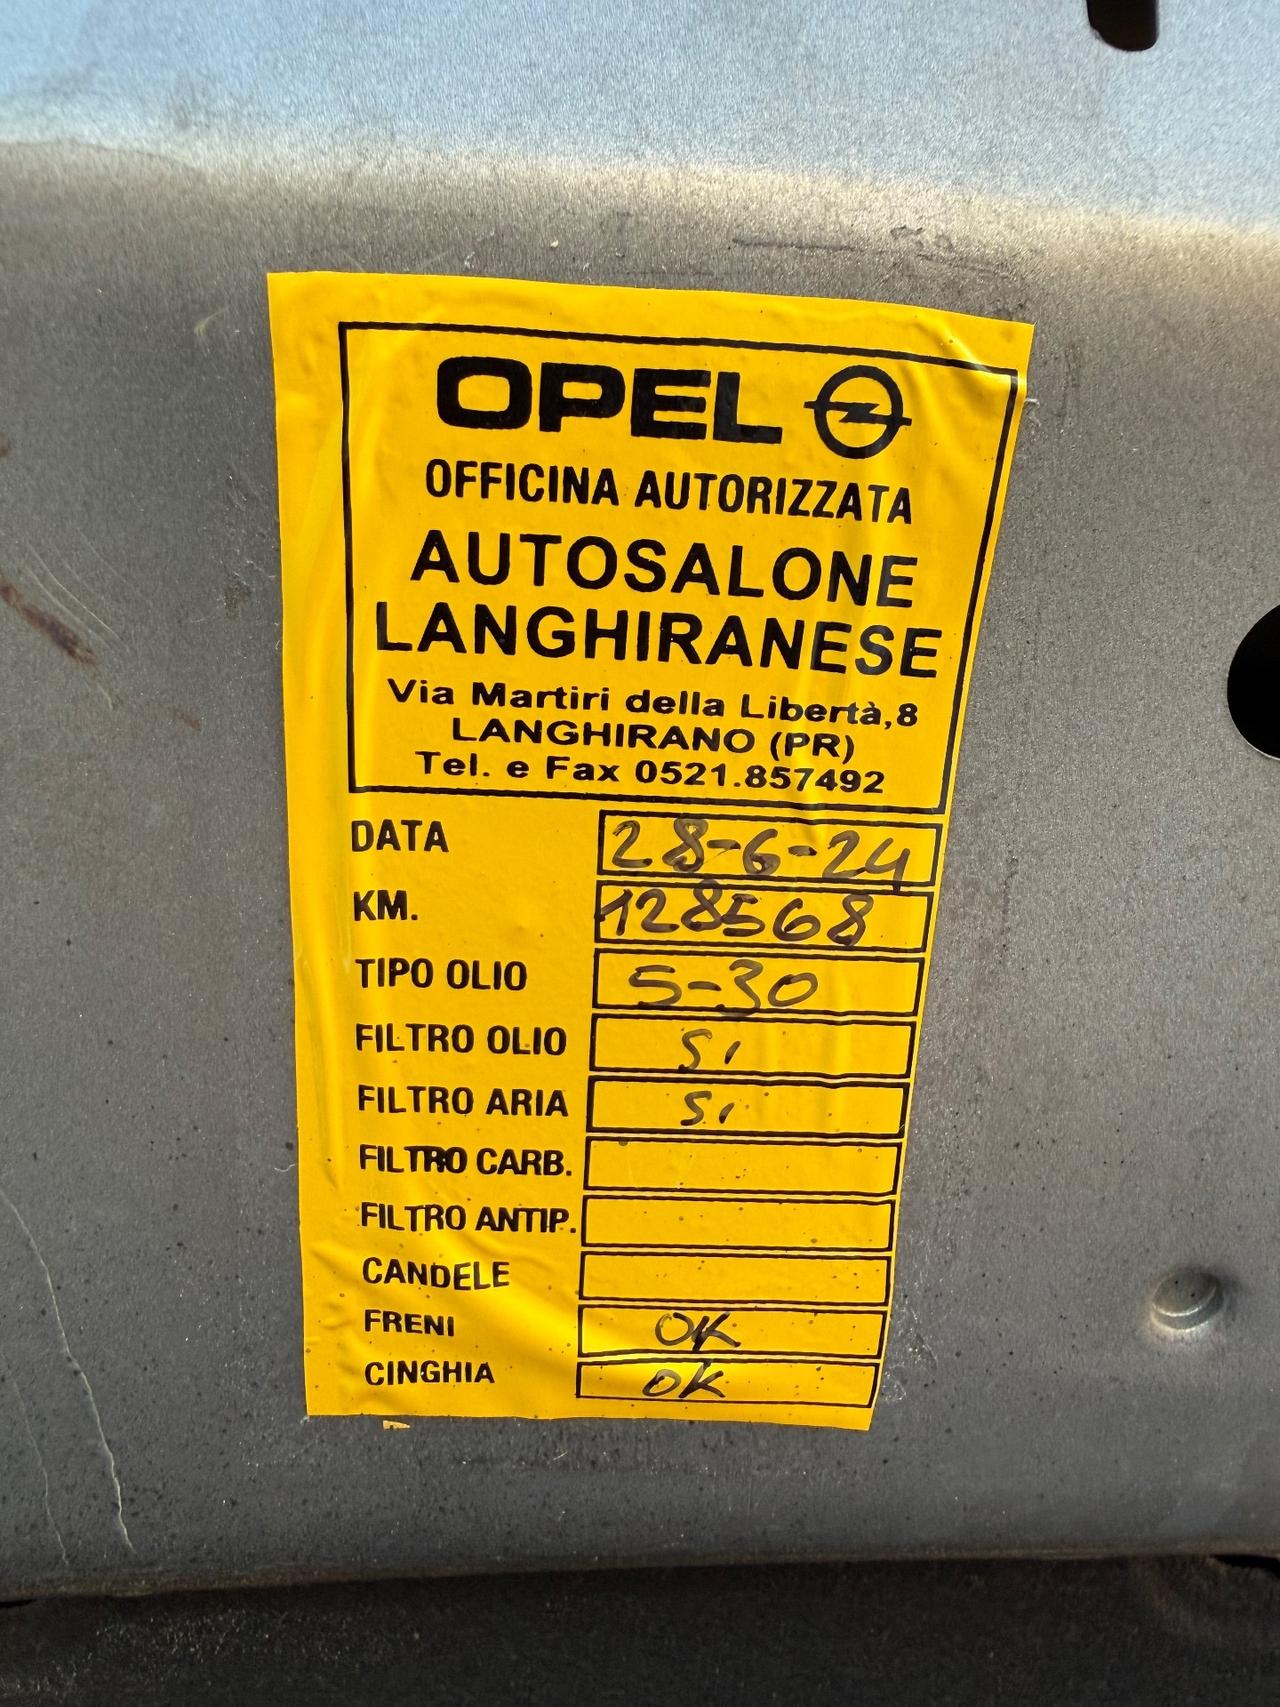 OPEL
OFFICINA AUTORIZZATA
AUTOSALONE
LANGHIRANESE
Via Martiri della Libertà,8
LANGHIRANO (PR)
Tel. e Fax 0521.857492
DATA 28-6-24
KM. 128568
TIPO OLIO 5-30
FILTRO OLIO Si
FILTRO ARIA Si
FILTRO CARB.
FILTRO ANTIP.
CANDELE
FRENI OK
CINGHIA OK